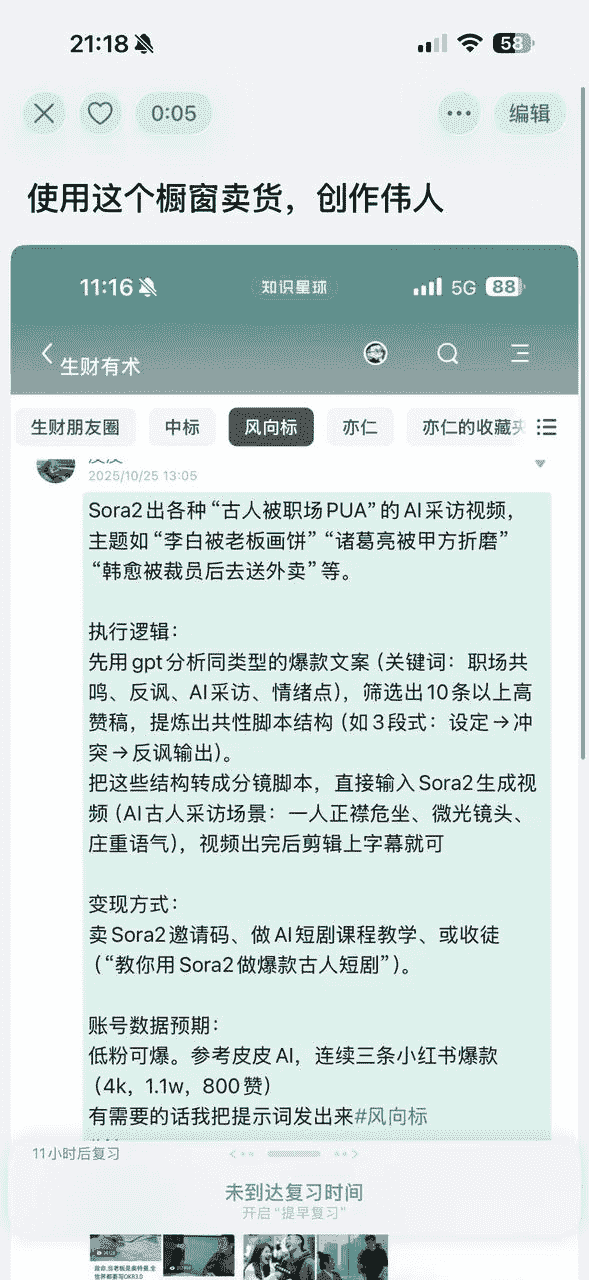 21:18
58
0:05
编辑
使用这个橱窗卖货，创作伟人
11:16
知识星球
5G 88
生财有术
生财朋友圈 中标 风向标 亦仁 亦仁的收藏夹
2025/10/25 13:05
Sora2出各种“古人被职场PUA”的AI采访视频，
主题如“李白被老板画饼”“诸葛亮被甲方折磨”
“韩愈被裁员后去送外卖”等。
执行逻辑：
先用gpt分析同类型的爆款文案（关键词：职场共
鸣、反讽、AI采访、情绪点），筛选出10条以上高
赞稿，提炼出共性脚本结构（如3段式：设定→冲
突→反讽输出）。
把这些结构转成分镜脚本，直接输入Sora2生成视
频（AI古人采访场景：一人正襟危坐、微光镜头、
庄重语气），视频出完后剪辑上字幕就可
变现方式：
卖Sora2邀请码、做AI短剧课程教学、或收徒
（“教你用Sora2做爆款古人短剧”）。
账号数据预期：
低粉可爆。参考皮皮AI，连续三条小红书爆款
（4k，1.1w，800赞）
有需要的话我把提示词发出来#风向标
11小时后复习
未到达复习时间
开启“提早复习”